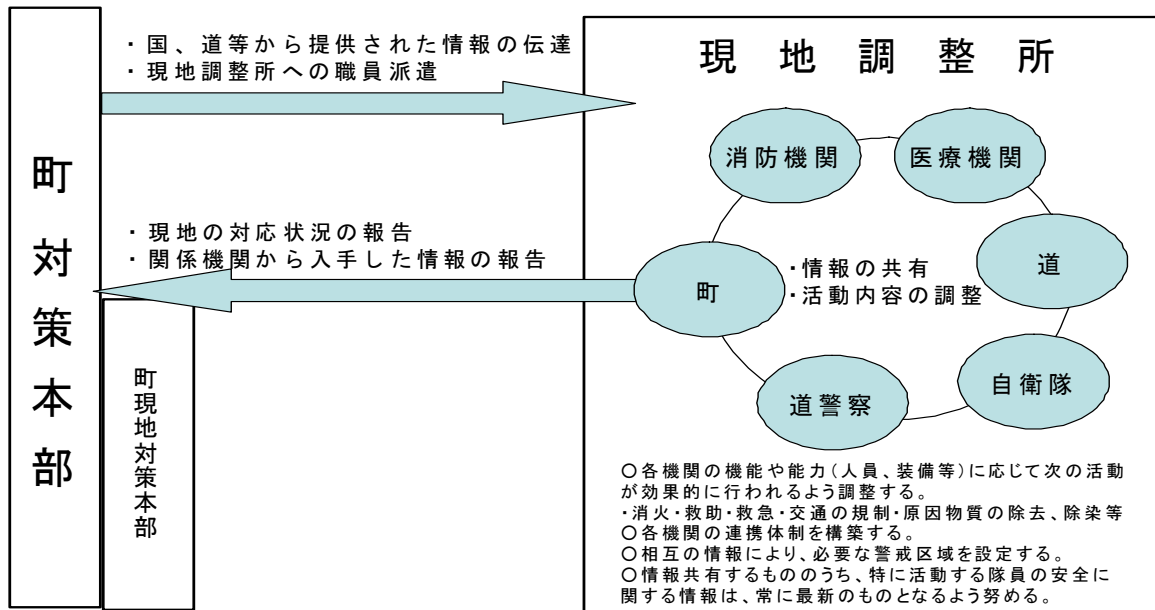 町対策本部
・国、道等から提供された情報の伝達
・現地調整所への職員派遣
・現地の対応状況の報告
・関係機関から入手した情報の報告
町現地対策本部
現地調整所
消防機関
医療機関
道
自衛隊
道警察
町
・情報の共有
・活動内容の調整
○各機関の機能や能力(人員、装備等)に応じて次の活動
が効果的に行われるよう調整する。
・消火・救助・救急・交通の規制・原因物質の除去、除染等
○各機関の連携体制を構築する。
○相互の情報により、必要な警戒区域を設定する。
○情報共有するもののうち、特に活動する隊員の安全に
関する情報は、常に最新のものとなるよう努める。